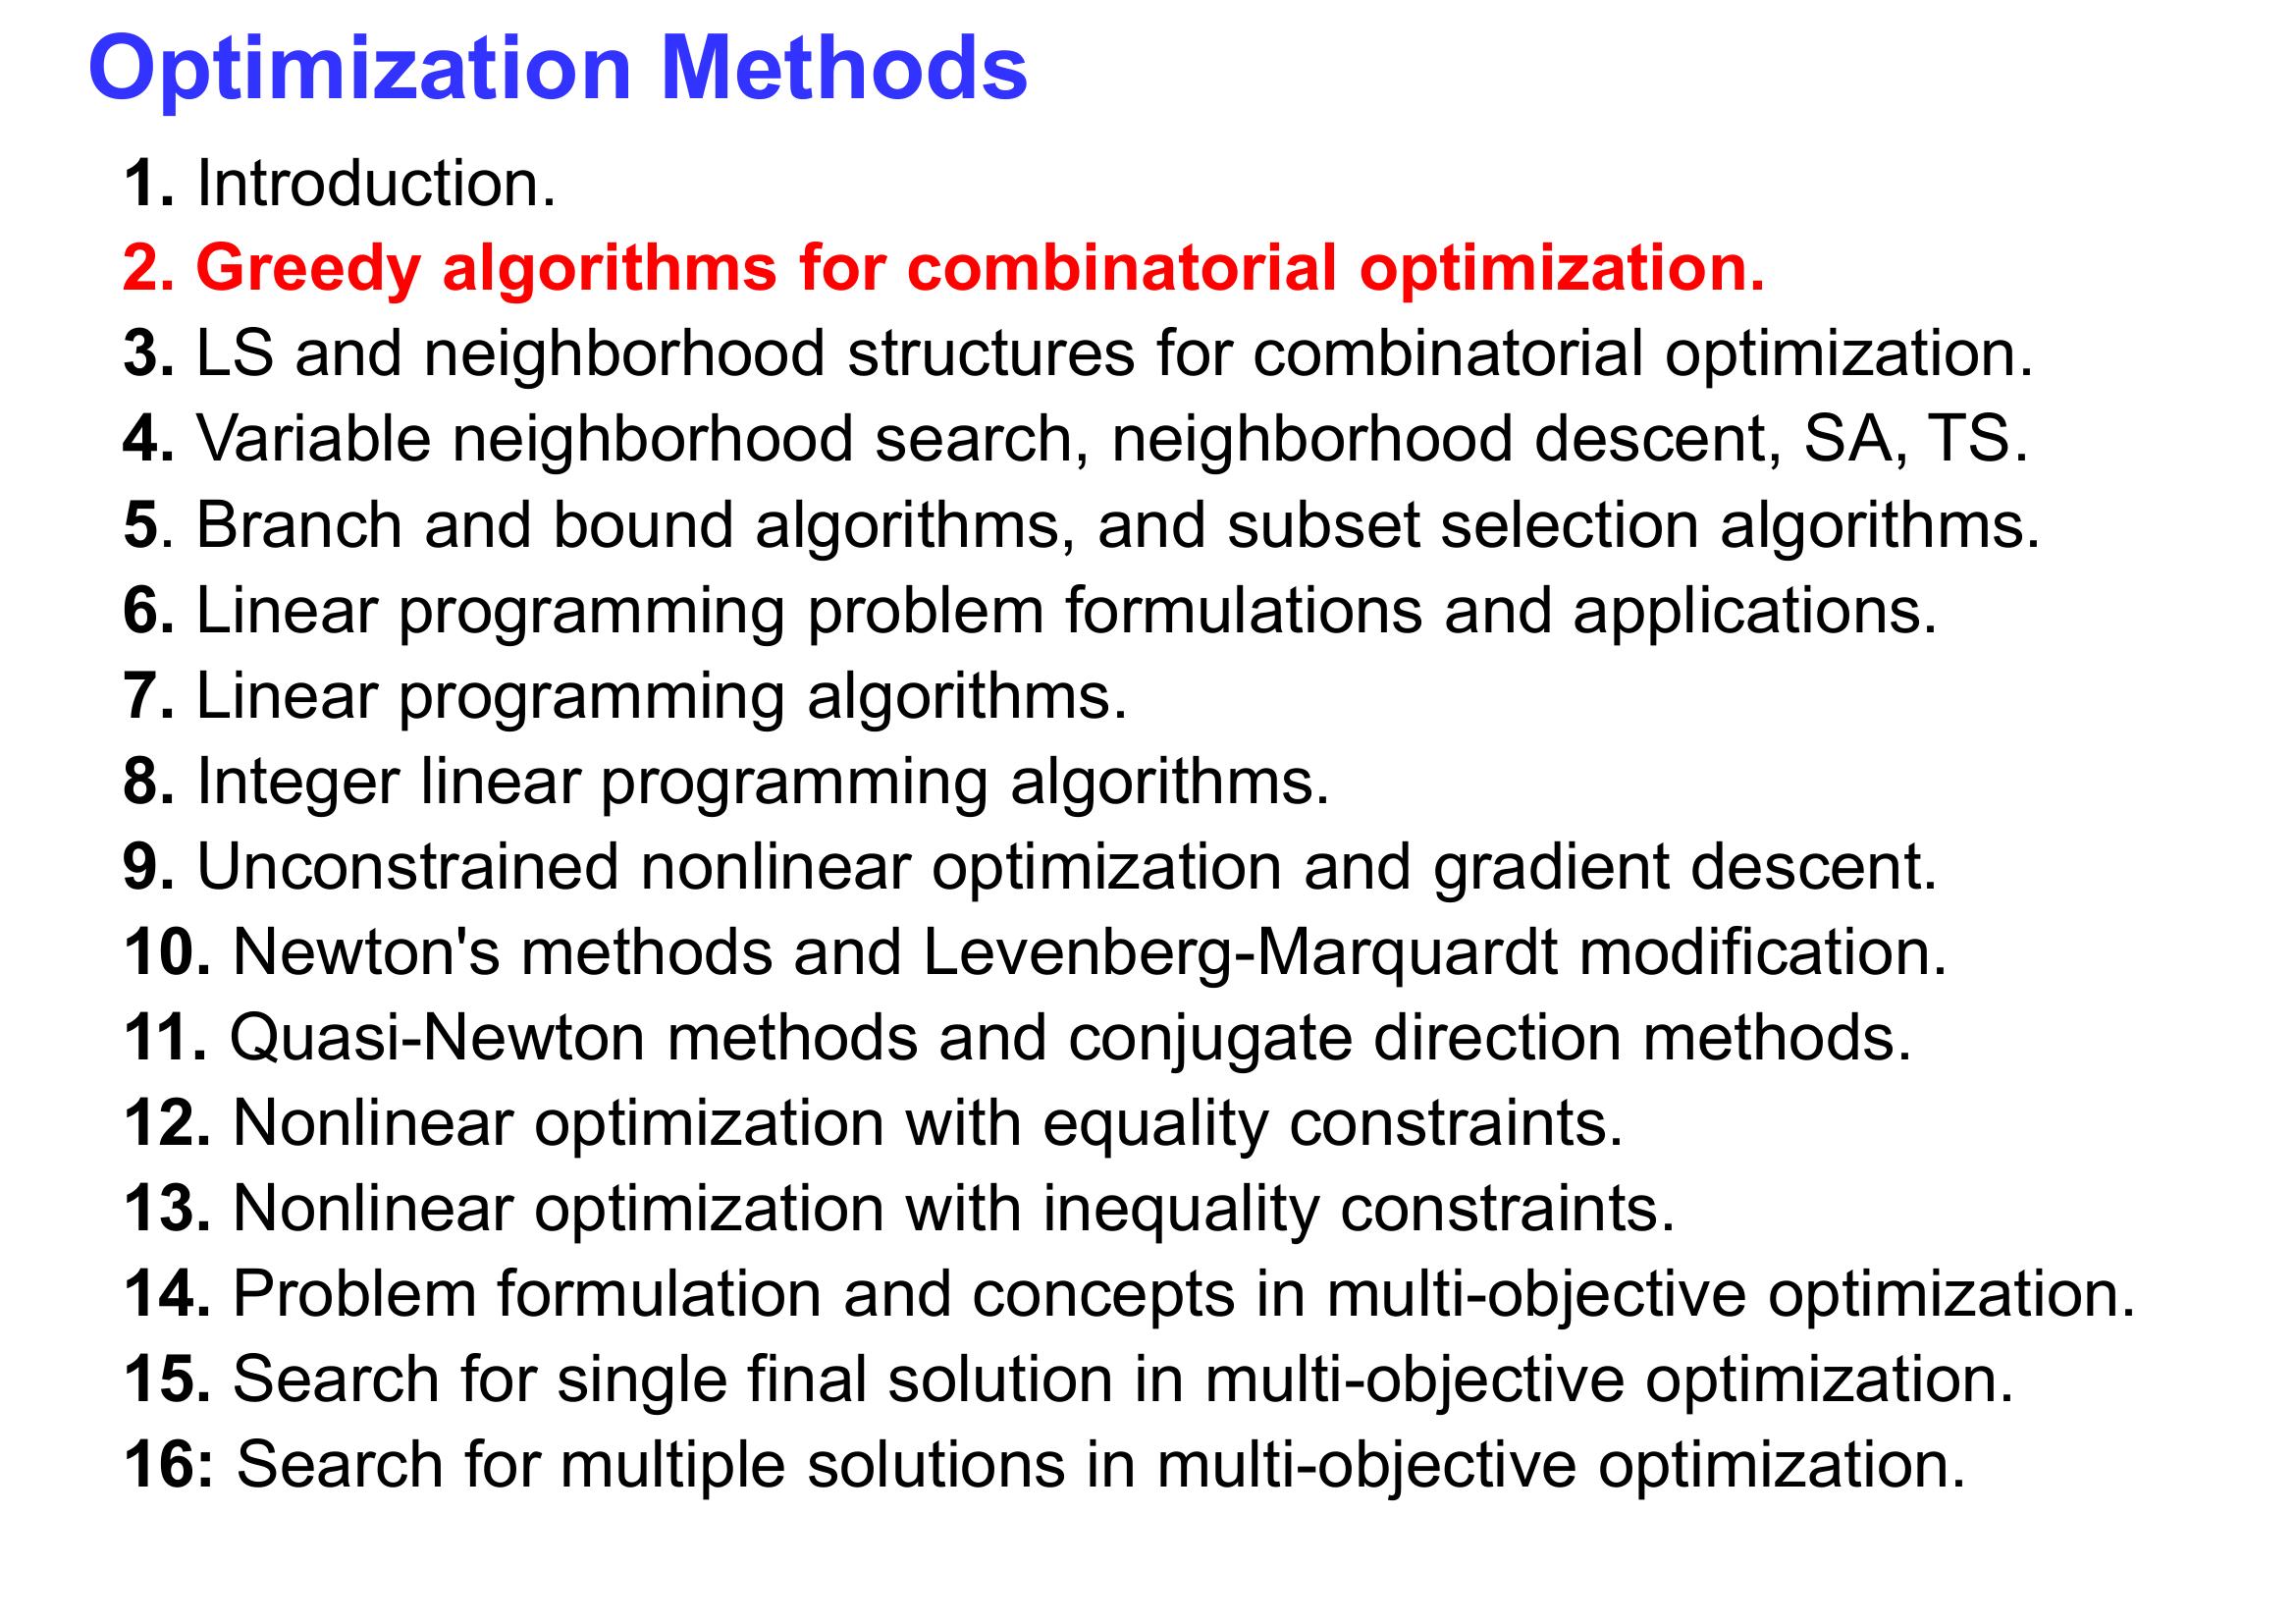 Optimization Methods
1. Introduction.
2. Greedy algorithms for combinatorial optimization.
3. LS and neighborhood structures for combinatorial optimization.
4. Variable neighborhood search, neighborhood descent, SA, TS.
5. Branch and bound algorithms, and subset selection algorithms.
6. Linear programming problem formulations and applications.
7. Linear programming algorithms.
8. Integer linear programming algorithms.
9. Unconstrained nonlinear optimization and gradient descent.
10. Newton's methods and Levenberg-Marquardt modification.
11. Quasi-Newton methods and conjugate direction methods.
12. Nonlinear optimization with equality constraints.
13. Nonlinear optimization with inequality constraints.
14. Problem formulation and concepts in multi-objective optimization.
15. Search for single final solution in multi-objective optimization.
16: Search for multiple solutions in multi-objective optimization.